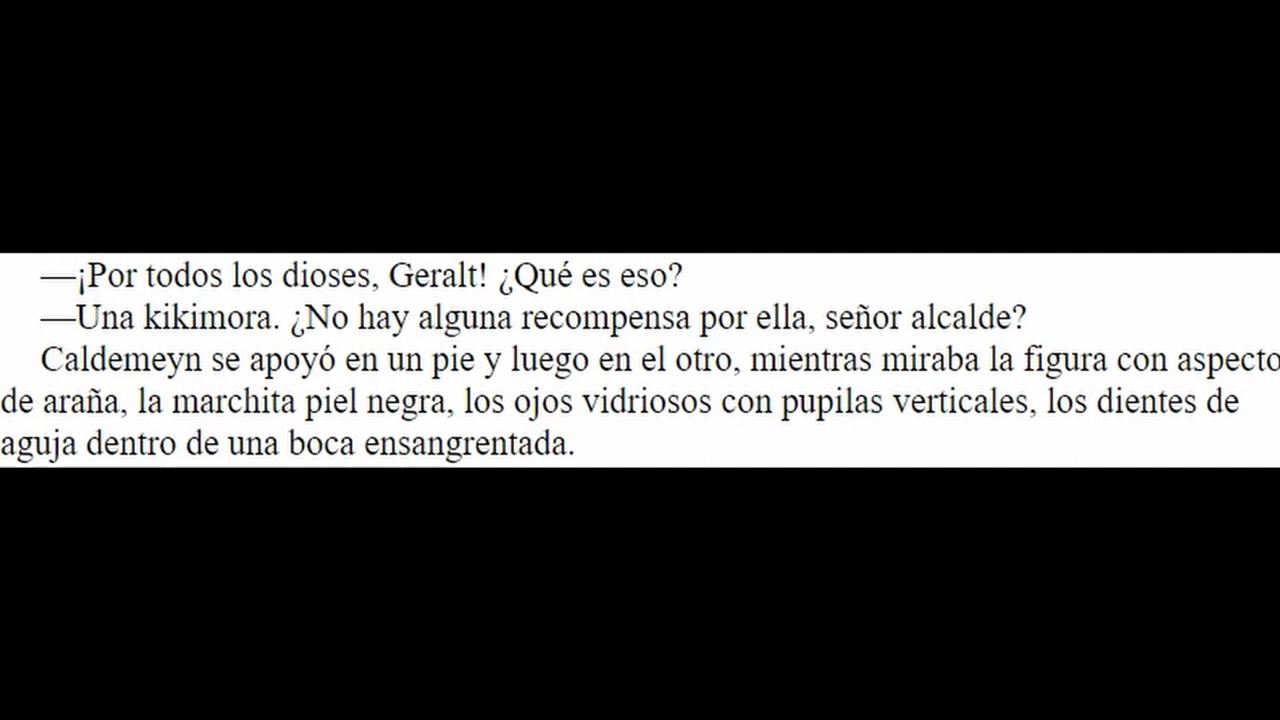 —¡Por todos los dioses, Geralt! ¿Qué es eso?
—Una kikimora. ¿No hay alguna recompensa por ella, señor alcalde?
Caldemeyn se apoyó en un pie y luego en el otro, mientras miraba la figura con aspecto
de araña, la marchita piel negra, los ojos vidriosos con pupilas verticales, los dientes de
aguja dentro de una boca ensangrentada.